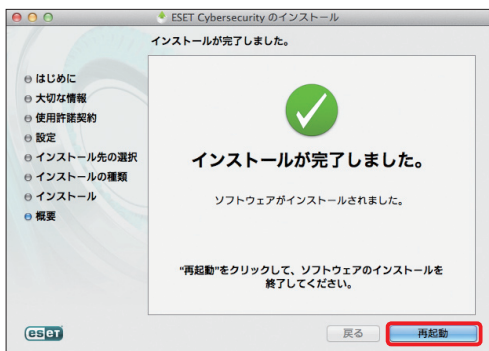 ESET Cybersecurity のインストール
インストールが完了しました。
はじめに
大切な情報
使用許諾契約
設定
インストール先の選択
インストールの種類
インストール
概要
インストールが完了しました。
ソフトウェアがインストールされました。
"再起動"をクリックして、ソフトウェアのインストールを
終了してください。
eseT
戻る
再起動